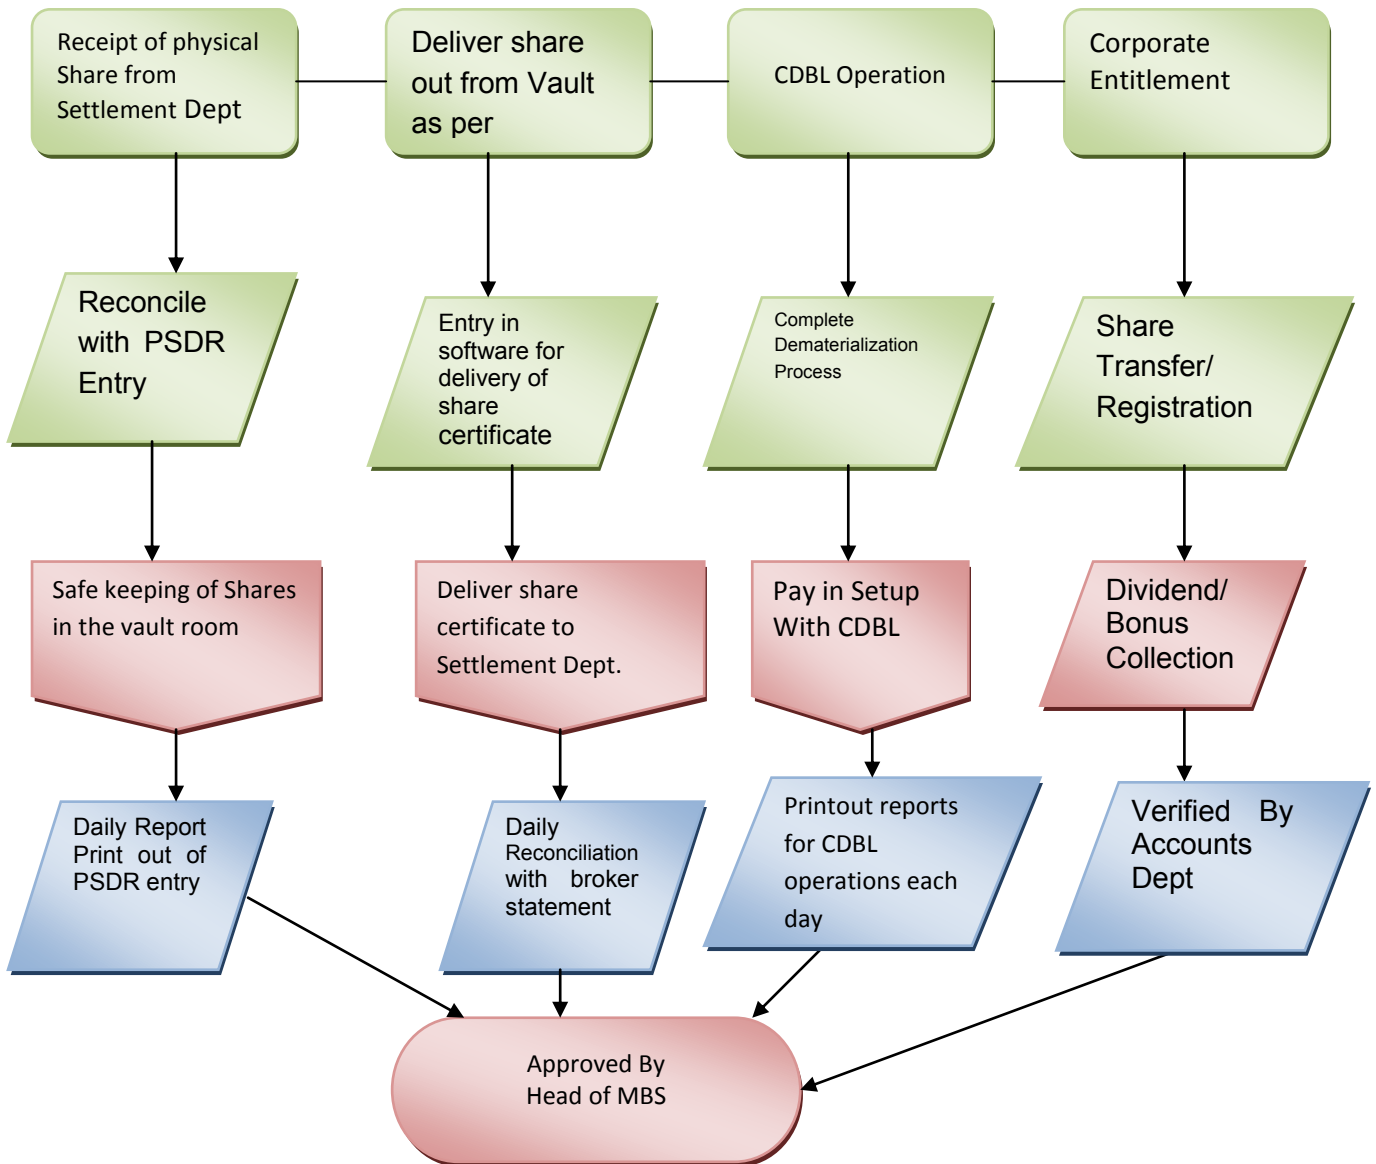 Receipt of physical
Share from
Settlement Dept
Deliver share
out from Vault
as per
CDBL Operation
Corporate
Entitlement
Reconcile
with PSDR
Entry
Entry in
software for
delivery of
share
certificate
Complete
Dematerialization
Process
Share
Transfer/
Registration
Safe keeping of Shares
in the vault room
Deliver share
certificate to
Settlement Dept.
Pay in Setup
With CDBL
Dividend/
Bonus
Collection
Daily Report
Print out of
PSDR entry
Daily
Reconciliation
with broker
statement
Printout reports
for CDBL
operations each
day
Verified By
Accounts
Dept
Approved By
Head of MBS